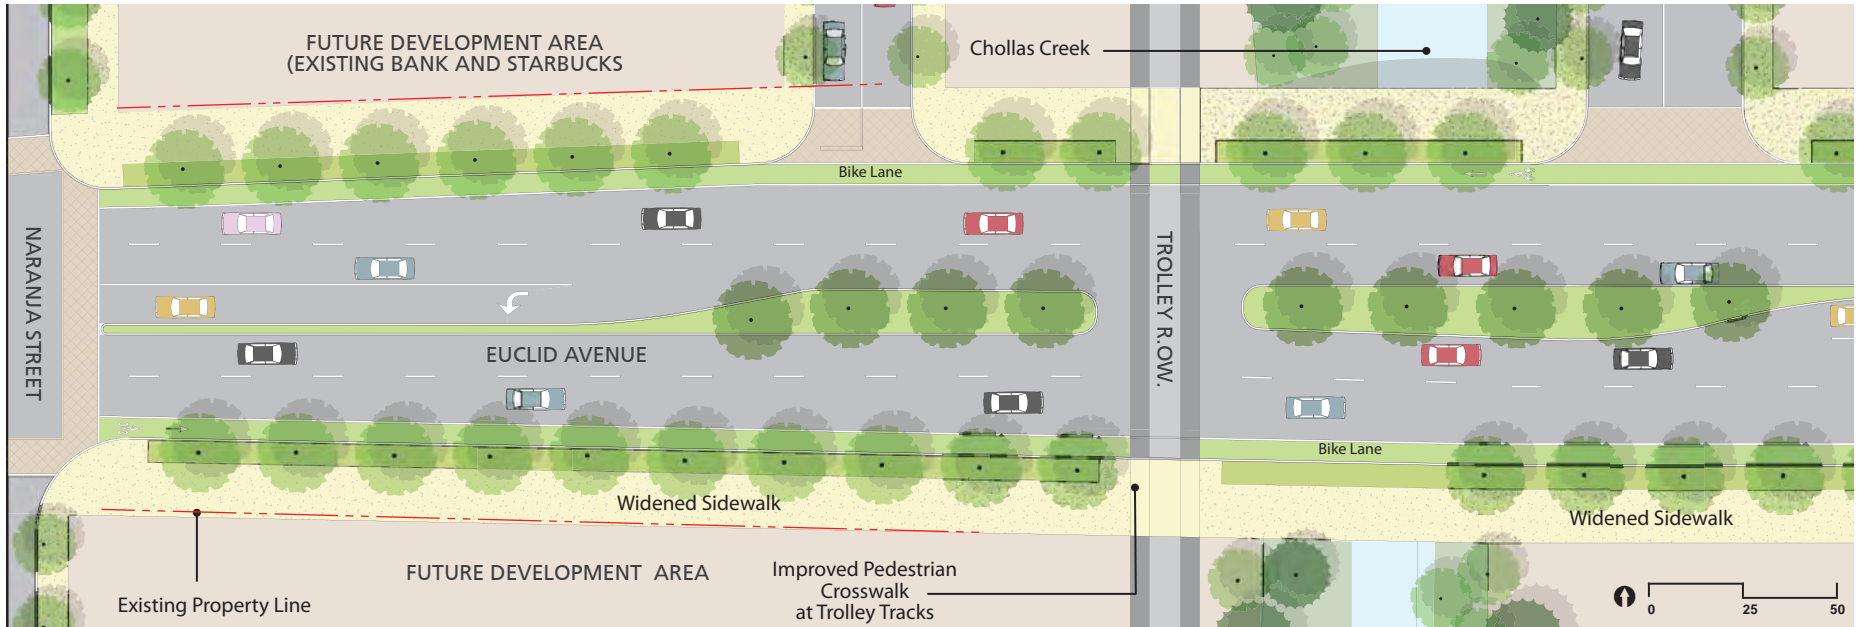 FUTURE DEVELOPMENT AREA
(EXISTING BANK AND STARBUCKS
Chollas Creek
Bike Lane
NARANJA STREET
TROLLEY R.OW.
EUCLID AVENUE
Bike Lane
Widened Sidewalk
Widened Sidewalk
FUTURE DEVELOPMENT AREA
Improved Pedestrian
Crosswalk
at Trolley Tracks
Existing Property Line
0 25 50